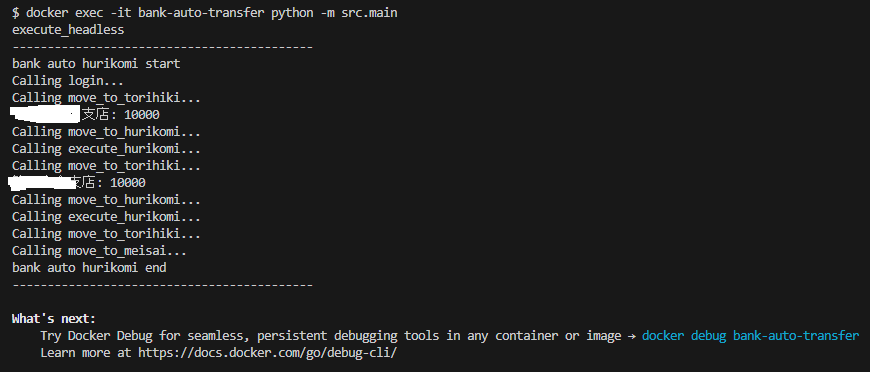 $ docker exec -it bank-auto-transfer python -m src.main
execute_headless
----------------------------------------
bank auto hurikomi start
Calling login...
Calling move_to_torihiki...
支店: 10000
Calling move_to_hurikomi...
Calling execute_hurikomi...
Calling move_to_torihiki...
支店: 10000
Calling move_to_hurikomi...
Calling execute_hurikomi...
Calling move_to_torihiki...
Calling move_to_meisai...
bank auto hurikomi end
----------------------------------------
What's next:
Try Docker Debug for seamless, persistent debugging tools in any container or image → docker debug bank-auto-transfer
Learn more at https://docs.docker.com/go/debug-cli/